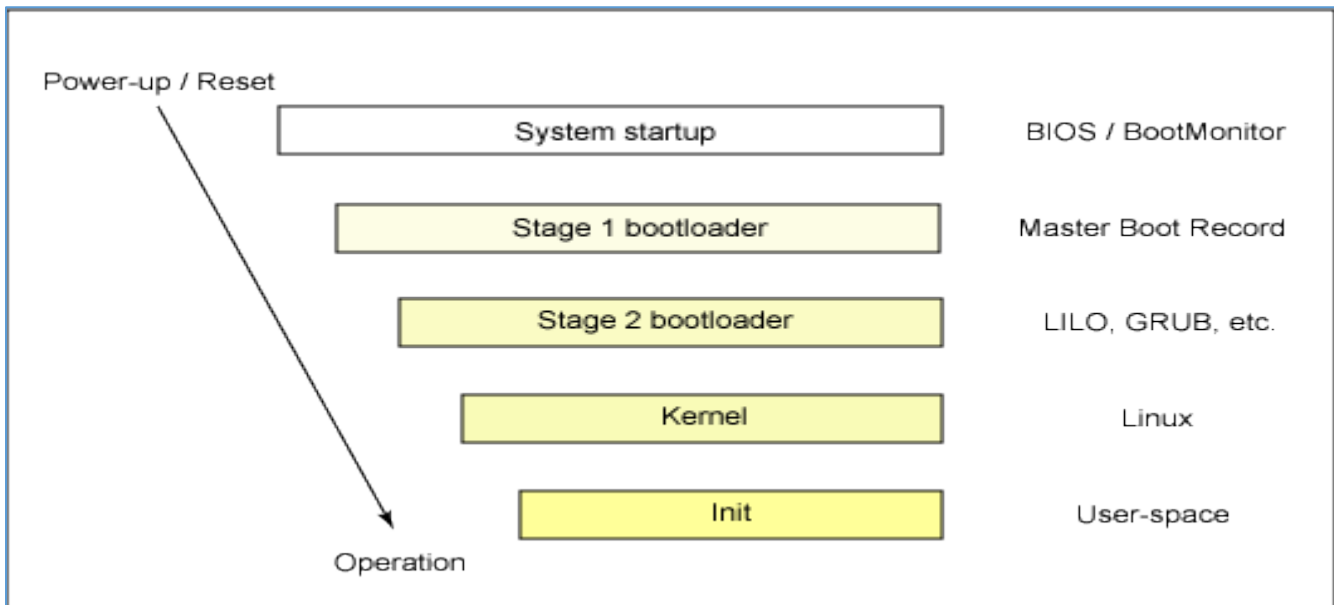 Power-up / Reset
System startup
BIOS / BootMonitor
Stage 1 bootloader
Master Boot Record
Stage 2 bootloader
LILO, GRUB, etc.
Kernel
Linux
Init
User-space
Operation